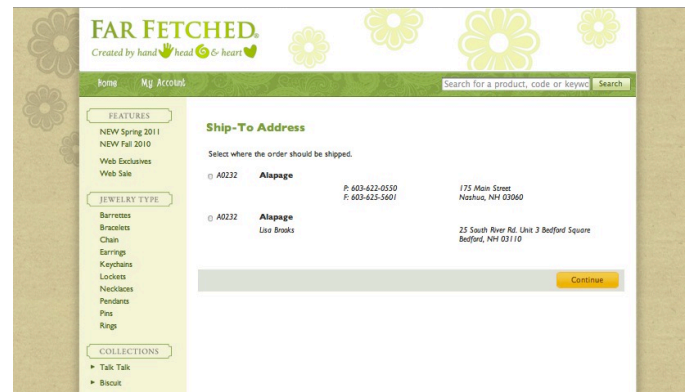 FAR FETCHED®
Created by hand head & heart
home My Account
Search for a product, code or keywc Search
FEATURES
NEW Spring 2011
NEW Fall 2010
Web Exclusives
Web Sale
JEWELRY TYPE
Barrettes
Bracelets
Chain
Earrings
Keychains
Lockets
Necklaces
Pendants
Pins
Rings
COLLECTIONS
Talk Talk
Biscuit
Ship-To Address
Select where the order should be shipped.
A0232 Alapage
P: 603-622-0550 175 Main Street
F: 603-625-5601 Nashua, NH 03060
A0232 Alapage
Lisa Brooks 25 South River Rd. Unit 3 Bedford Square
Bedford, NH 03110
Continue